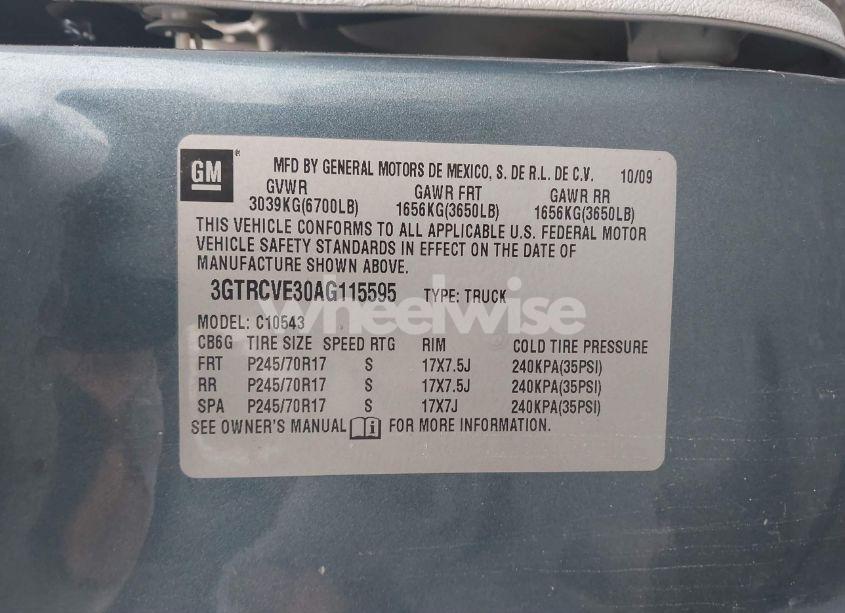 GM®
MFD BY GENERAL MOTORS DE MEXICO, S. DE R.L. DE C.V. 10/09
GVWR GAWR FRT GAWR RR
3039KG(6700LB) 1656KG(3650LB) 1656KG(3650LB)
THIS VEHICLE CONFORMS TO ALL APPLICABLE U.S. FEDERAL MOTOR
VEHICLE SAFETY STANDARDS IN EFFECT ON THE DATE OF
MANUFACTURE SHOWN ABOVE.
3GTRCVE30AG115595 TYPE: TRUCK
wheelwise
MODEL: C10543
CB6G TIRE SIZE SPEED RTG RIM COLD TIRE PRESSURE
FRT P245/70R17 S 17X7.5J 240KPA(35PSI)
RR P245/70R17 S 17X7.5J 240KPA(35PSI)
SPA P245/70R17 S 17X7J 240KPA(35PSI)
SEE OWNER'S MANUAL FOR MORE INFORMATION.